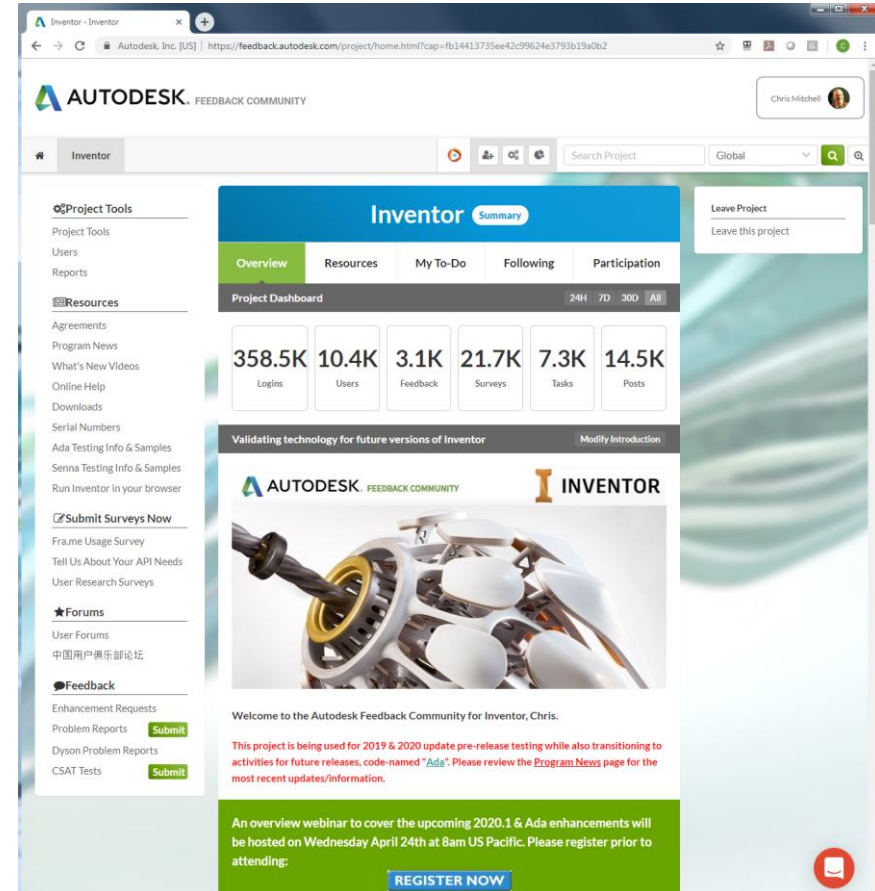 Inventor - Inventor
Autodesk, Inc. [US] | https://feedback.autodesk.com/project/home.html?cap=fb14413735ee42c99624e3793b19a0b2
AUTODESK. FEEDBACK COMMUNITY
Chris Mitchell
Inventor
Search Project
Global
Project Tools
Project Tools
Users
Reports
Resources
Agreements
Program News
What's New Videos
Online Help
Downloads
Serial Numbers
Ada Testing Info & Samples
Senna Testing Info & Samples
Run Inventor in your browser
Submit Surveys Now
Fra.me Usage Survey
Tell Us About Your API Needs
User Research Surveys
Forums
User Forums
中国用户俱乐部论坛
Feedback
Enhancement Requests
Problem Reports Submit
Dyson Problem Reports
CSAT Tests Submit
Inventor Summary
Overview Resources My To-Do Following Participation
Project Dashboard 24H 7D 30D All
358.5K 10.4K 3.1K 21.7K 7.3K 14.5K
Logins Users Feedback Surveys Tasks Posts
Validating technology for future versions of Inventor Modify Introduction
AUTODESK. FEEDBACK COMMUNITY INVENTOR
Welcome to the Autodesk Feedback Community for Inventor, Chris.
This project is being used for 2019 & 2020 update pre-release testing while also transitioning to
activities for future releases, code-named "Ada". Please review the Program News page for the
most recent updates/information.
An overview webinar to cover the upcoming 2020.1 & Ada enhancements will
be hosted on Wednesday April 24th at 8am US Pacific. Please register prior to
attending:
REGISTER NOW
Leave Project
Leave this project